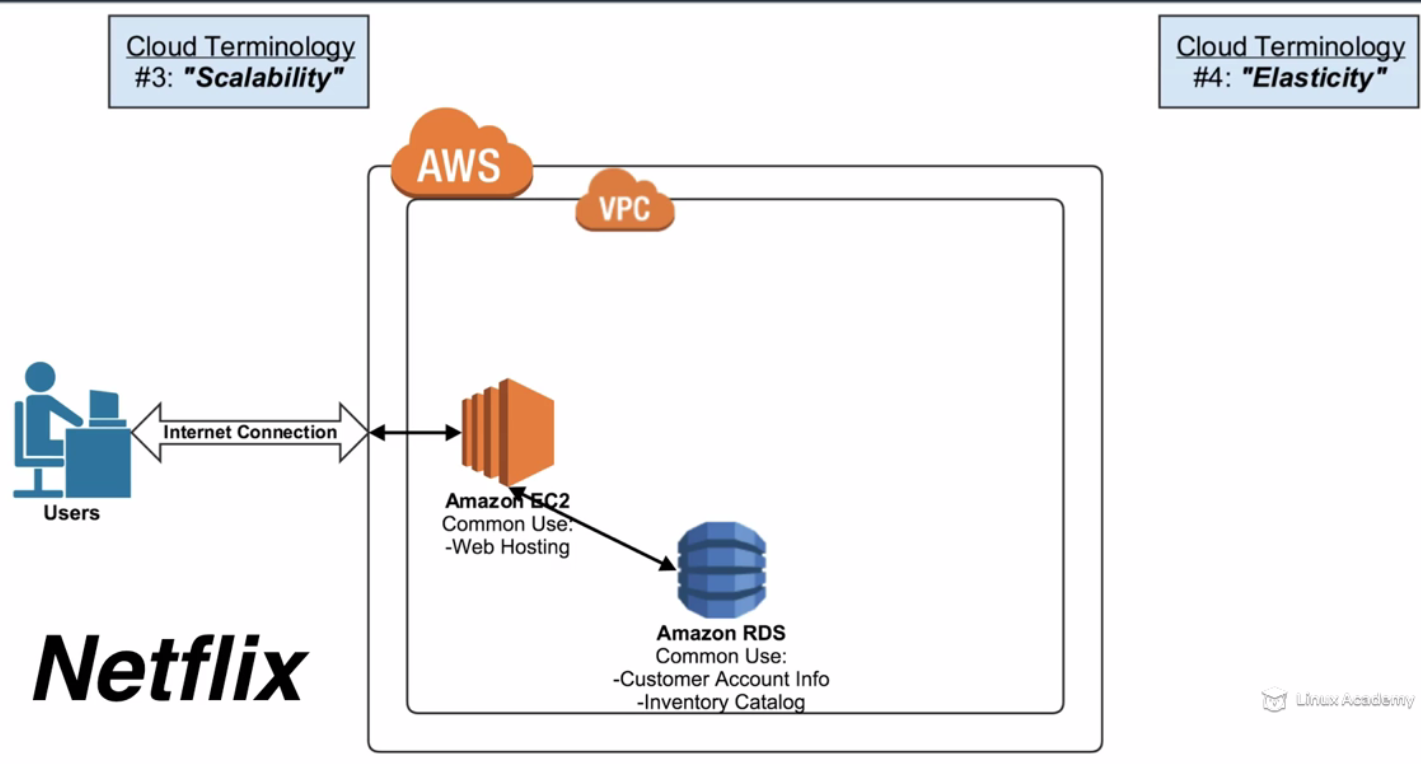 Cloud Terminology
#3: "Scalability"
Cloud Terminology
#4: "Elasticity"
AWS
VPC
Internet Connection
Users
Amazon EC2
Common Use:
-Web Hosting
Amazon RDS
Common Use:
-Customer Account Info
-Inventory Catalog
Netflix
Linux Academy